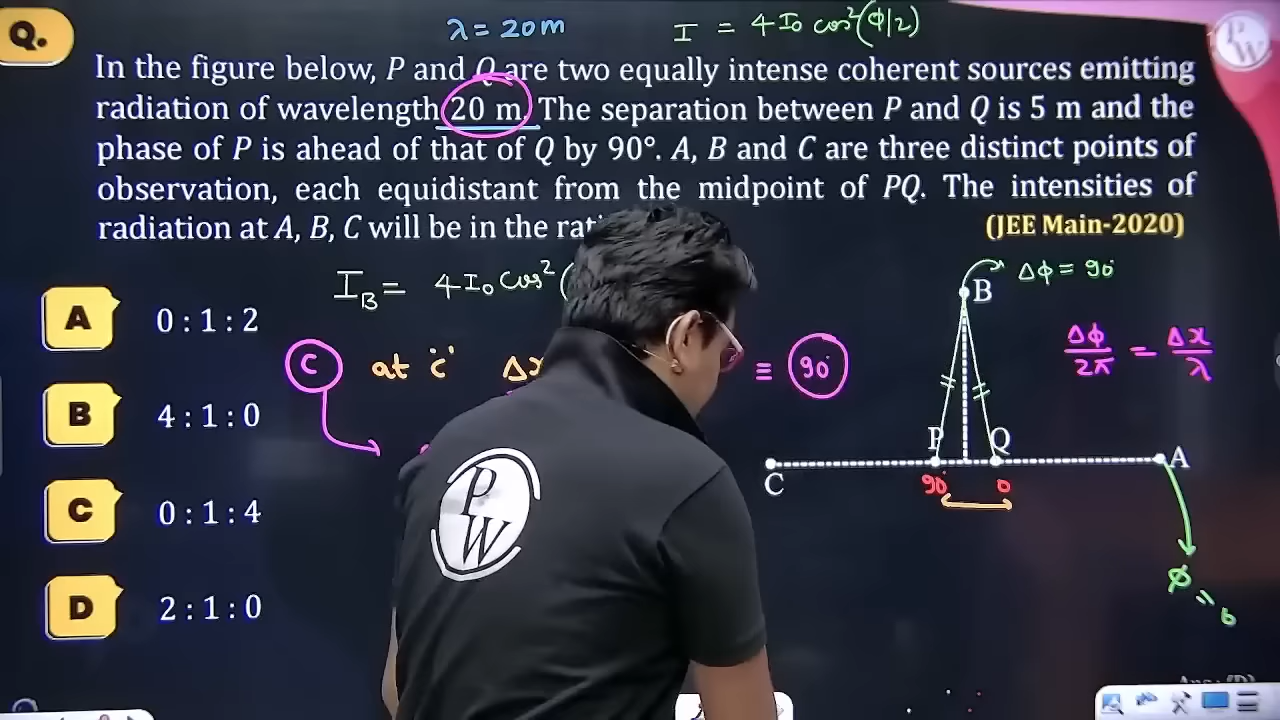 Q.
λ = 20m
I = 4I₀ cos²(ϕ/2)
PW
In the figure below, P and Q are two equally intense coherent sources emitting
radiation of wavelength 20 m. The separation between P and Q is 5 m and the
phase of P is ahead of that of Q by 90°. A, B and C are three distinct points of
observation, each equidistant from the midpoint of PQ. The intensities of
radiation at A, B, C will be in the
(JEE Main-2020)
I_B = 4I₀ Cos²(
B Δϕ = 90°
A 0 : 1 : 2
C at 'c' Δx ≡ 90°
Δϕ/2π = Δx/λ
B 4 : 1 : 0
P Q
C A
90° 0
C 0 : 1 : 4
PW
D 2 : 1 : 0
ϕ =